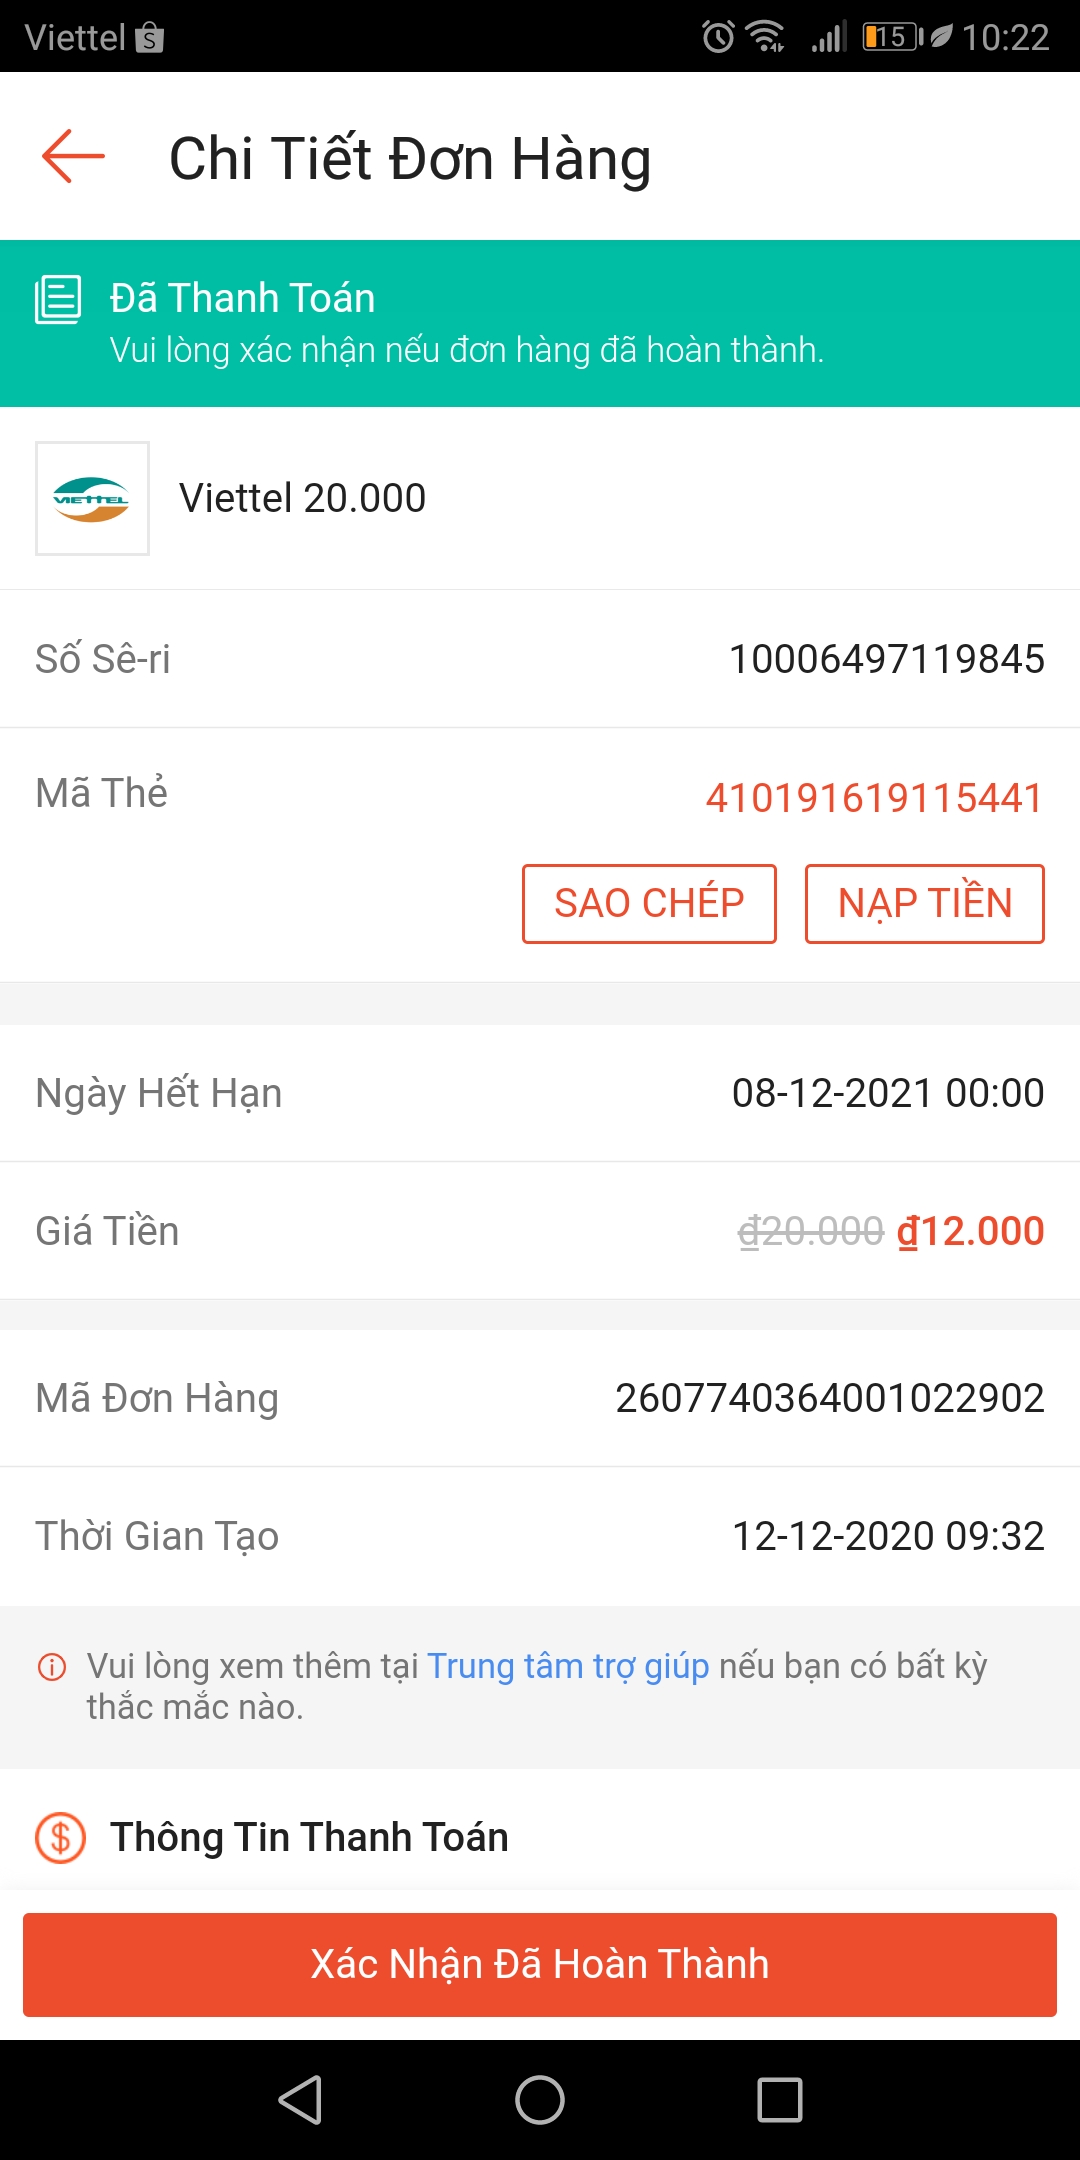 Viettel
15 10:22
Chi Tiết Đơn Hàng
Đã Thanh Toán
Vui lòng xác nhận nếu đơn hàng đã hoàn thành.
VIETTEL
Viettel 20.000
Số Sê-ri 10006497119845
Mã Thẻ 410191619115441
SAO CHÉP NẠP TIỀN
Ngày Hết Hạn 08-12-2021 00:00
Giá Tiền ₫20.000 ₫12.000
Mã Đơn Hàng 2607740364001022902
Thời Gian Tạo 12-12-2020 09:32
Vui lòng xem thêm tại Trung tâm trợ giúp nếu bạn có bất kỳ
thắc mắc nào.
Thông Tin Thanh Toán
Xác Nhận Đã Hoàn Thành